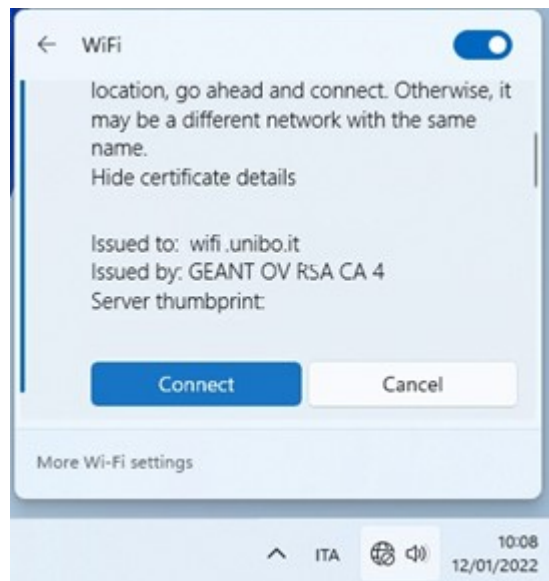 WiFi
location, go ahead and connect. Otherwise, it
may be a different network with the same
name.
Hide certificate details
Issued to: wifi.unibo.it
Issued by: GEANT OV RSA CA 4
Server thumbprint:
Connect Cancel
More Wi-Fi settings
ITA 10:08
12/01/2022